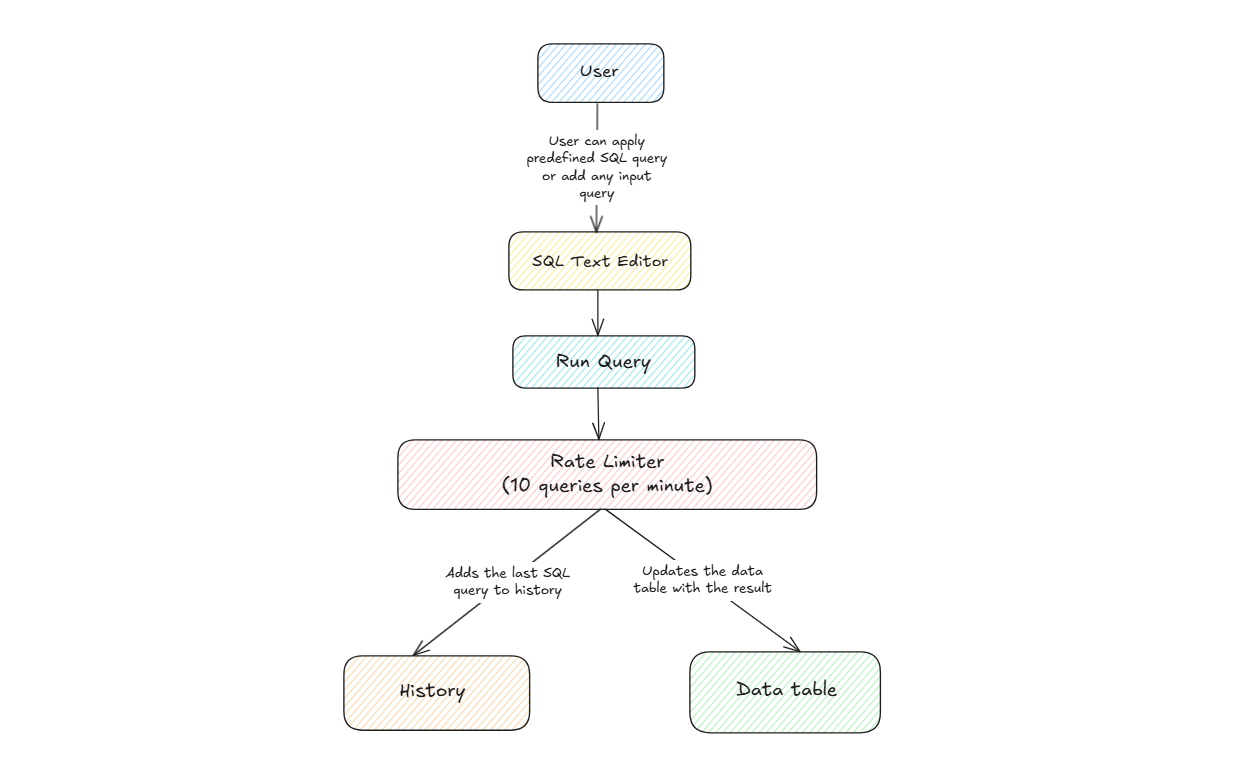 User
User can apply
predefined SQL query
or add any input
query
SQL Text Editor
Run Query
Rate Limiter
(10 queries per minute)
Adds the last SQL
query to history
Updates the data
table with the result
History
Data table